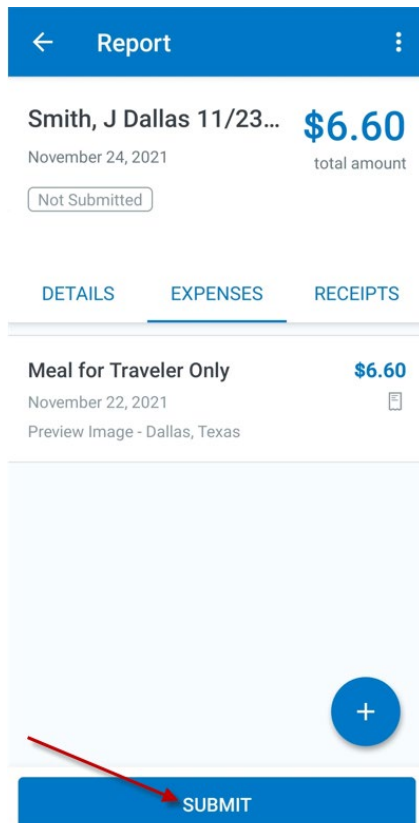 Report
Smith, J Dallas 11/23...
$6.60
November 24, 2021
total amount
Not Submitted
DETAILS
EXPENSES
RECEIPTS
Meal for Traveler Only
$6.60
November 22, 2021
Preview Image - Dallas, Texas
+
SUBMIT